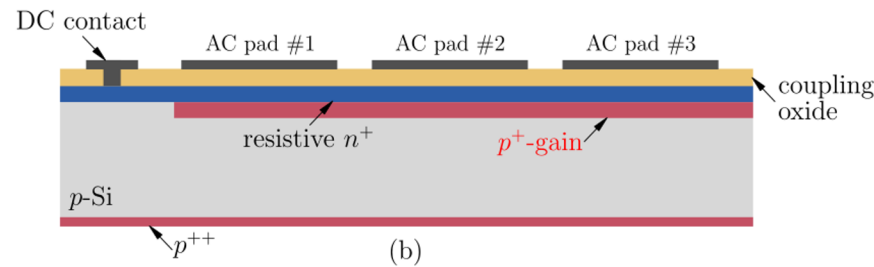 DC contact
AC pad #1
AC pad #2
AC pad #3
coupling
oxide
resistive n⁺
p⁺-gain
p-Si
p⁺⁺
(b)